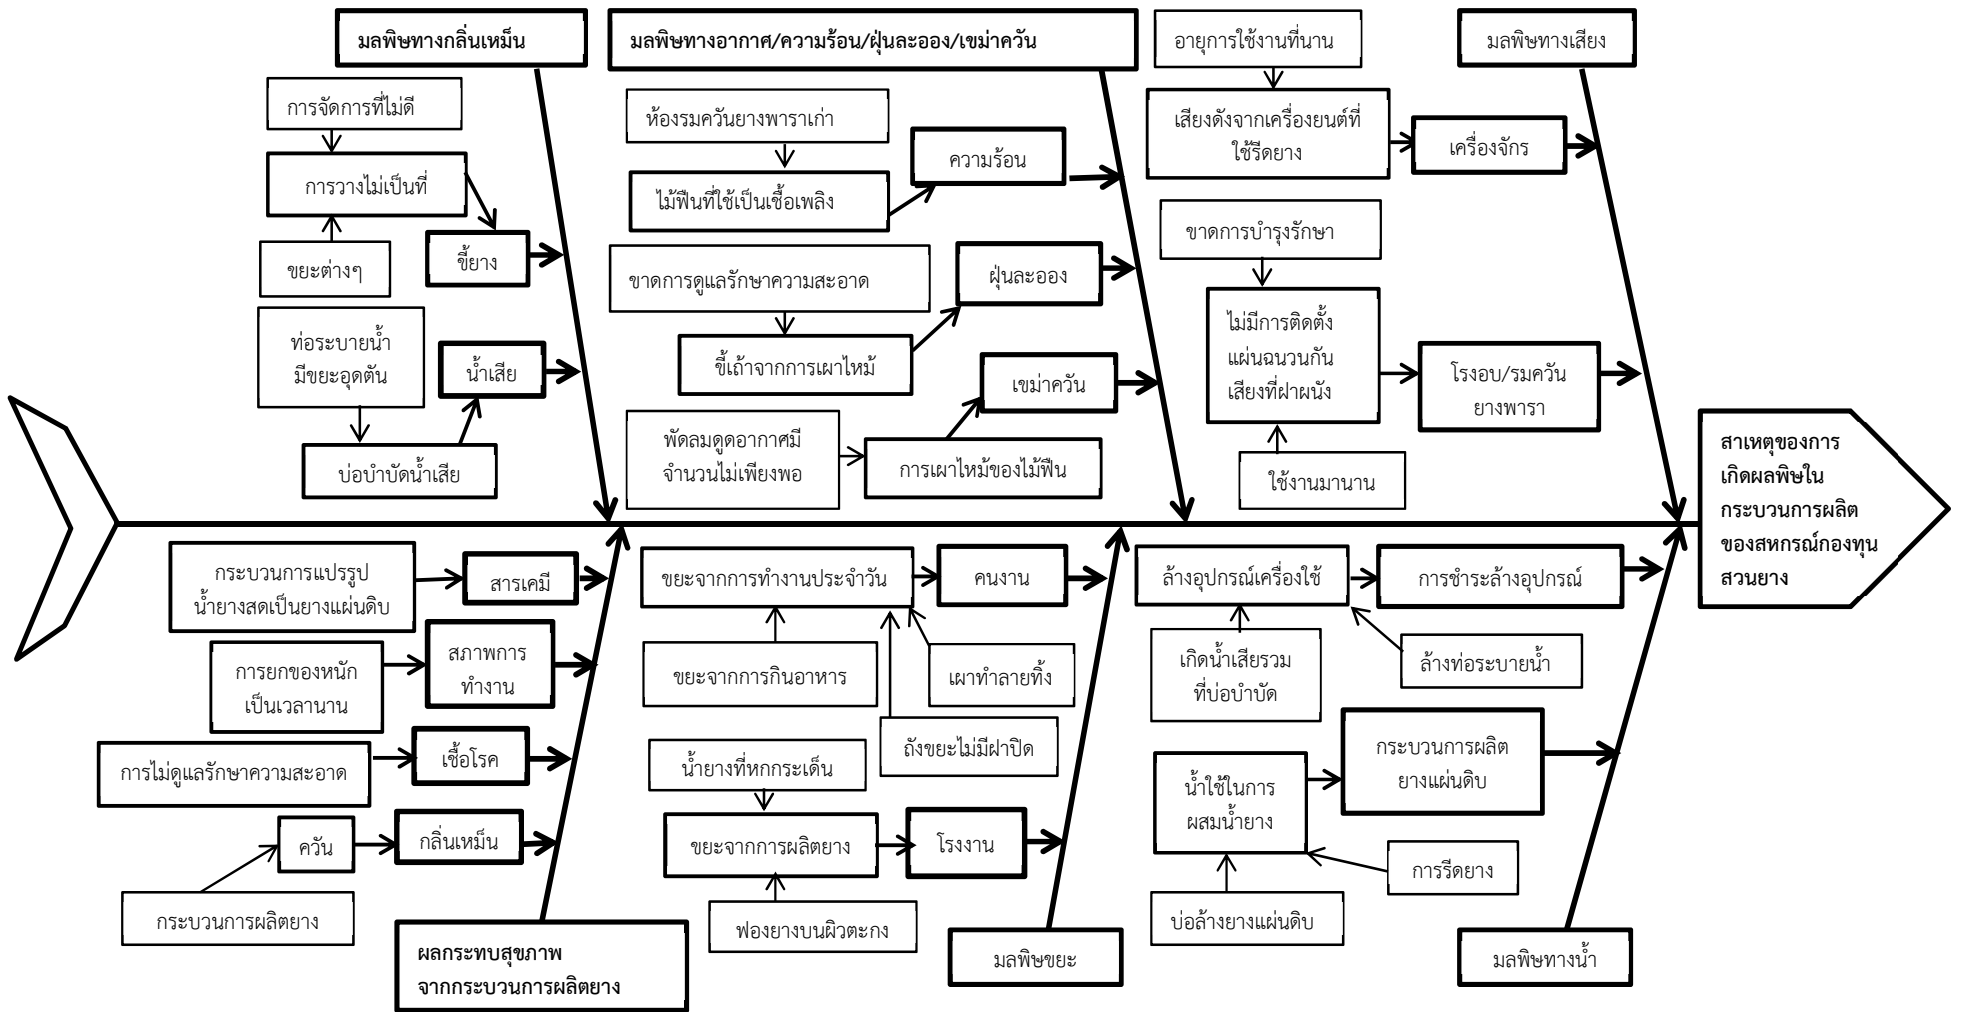 มลพิษทางกลิ่นเหม็น
มลพิษทางอากาศ/ความร้อน/ฝุ่นละออง/เขม่าควัน
อายุการใช้งานที่นาน
มลพิษทางเสียง
การจัดการที่ไม่ดี
การวางไม่เป็นที่
ขยะต่างๆ
ขี้ยาง
ท่อระบายน้ำ
มีขยะอุดตัน
น้ำเสีย
บ่อบำบัดน้ำเสีย
ห้องรมควันยางพาราเก่า
ความร้อน
ไม้ฟืนที่ใช้เป็นเชื้อเพลิง
ขาดการดูแลรักษาความสะอาด
ฝุ่นละออง
ขี้เถ้าจากการเผาไหม้
เขม่าควัน
พัดลมดูดอากาศมี
จำนวนไม่เพียงพอ
การเผาไหม้ของไม้ฟืน
เสียงดังจากเครื่องยนต์ที่
ใช้รีดยาง
เครื่องจักร
ขาดการบำรุงรักษา
ไม่มีการติดตั้ง
แผ่นฉนวนกัน
เสียงที่ฝาผนัง
โรงอบ/รมควัน
ยางพารา
ใช้งานมานาน
สาเหตุของการ
เกิดผลพิษใน
กระบวนการผลิต
ของสหกรณ์กองทุน
สวนยาง
กระบวนการแปรรูป
น้ำยางสดเป็นยางแผ่นดิบ
สารเคมี
การยกของหนัก
เป็นเวลานาน
สภาพการ
ทำงาน
การไม่ดูแลรักษาความสะอาด
เชื้อโรค
ควัน
กลิ่นเหม็น
กระบวนการผลิตยาง
ผลกระทบสุขภาพ
จากกระบวนการผลิตยาง
ขยะจากการทำงานประจำวัน
คนงาน
ขยะจากการกินอาหาร
เผาทำลายทิ้ง
ถังขยะไม่มีฝาปิด
น้ำยางที่หกกระเด็น
ขยะจากการผลิตยาง
โรงงาน
ฟองยางบนผิวตะกง
มลพิษขยะ
ล้างอุปกรณ์เครื่องใช้
การชำระล้างอุปกรณ์
เกิดน้ำเสียรวม
ที่บ่อบำบัด
ล้างท่อระบายน้ำ
กระบวนการผลิต
ยางแผ่นดิบ
น้ำใช้ในการ
ผสมน้ำยาง
การรีดยาง
บ่อล้างยางแผ่นดิบ
มลพิษทางน้ำ